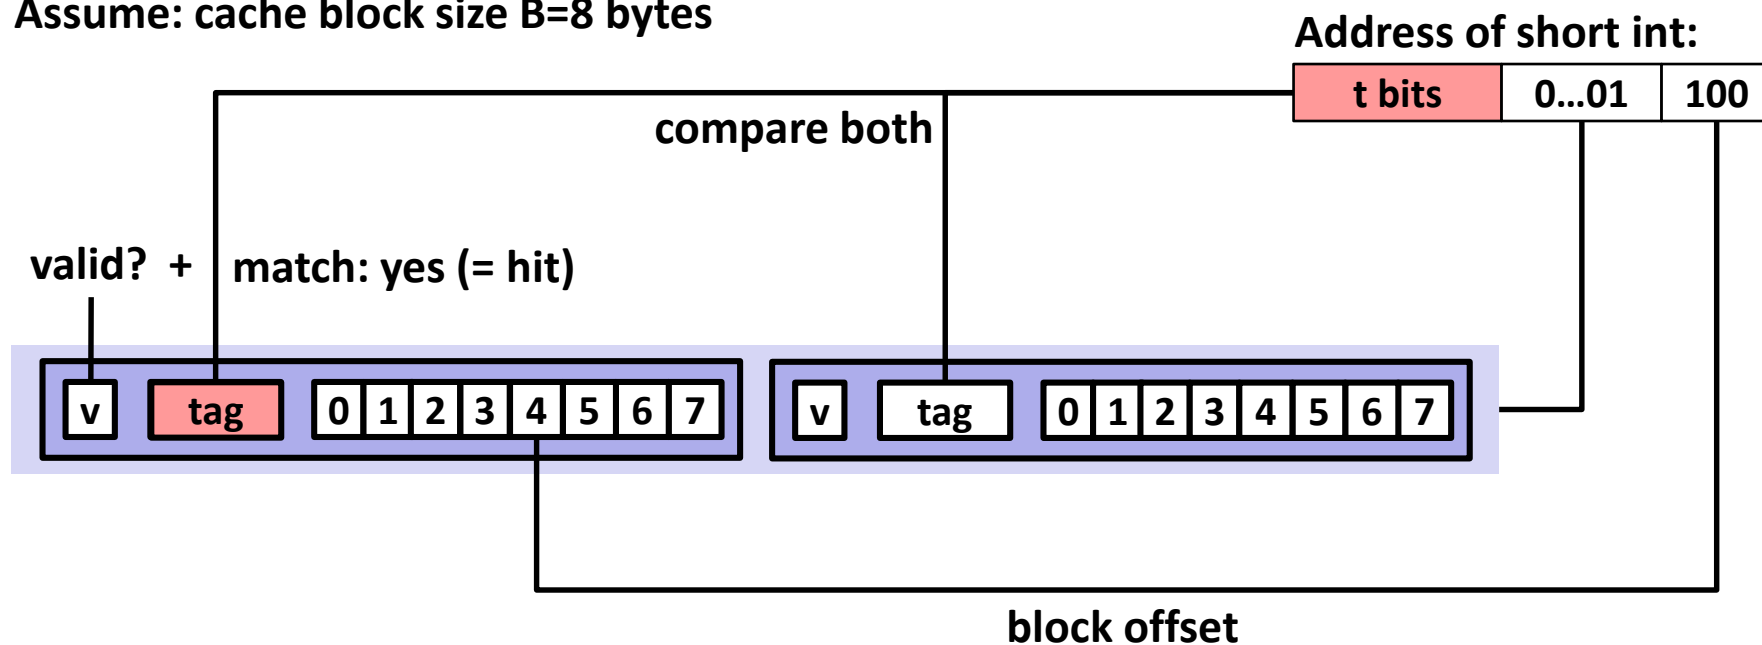 Assume: cache block size B=8 bytes
Address of short int:
t bits 0...01 100
compare both
valid? + match: yes (= hit)
v tag 0 1 2 3 4 5 6 7 v tag 0 1 2 3 4 5 6 7
block offset